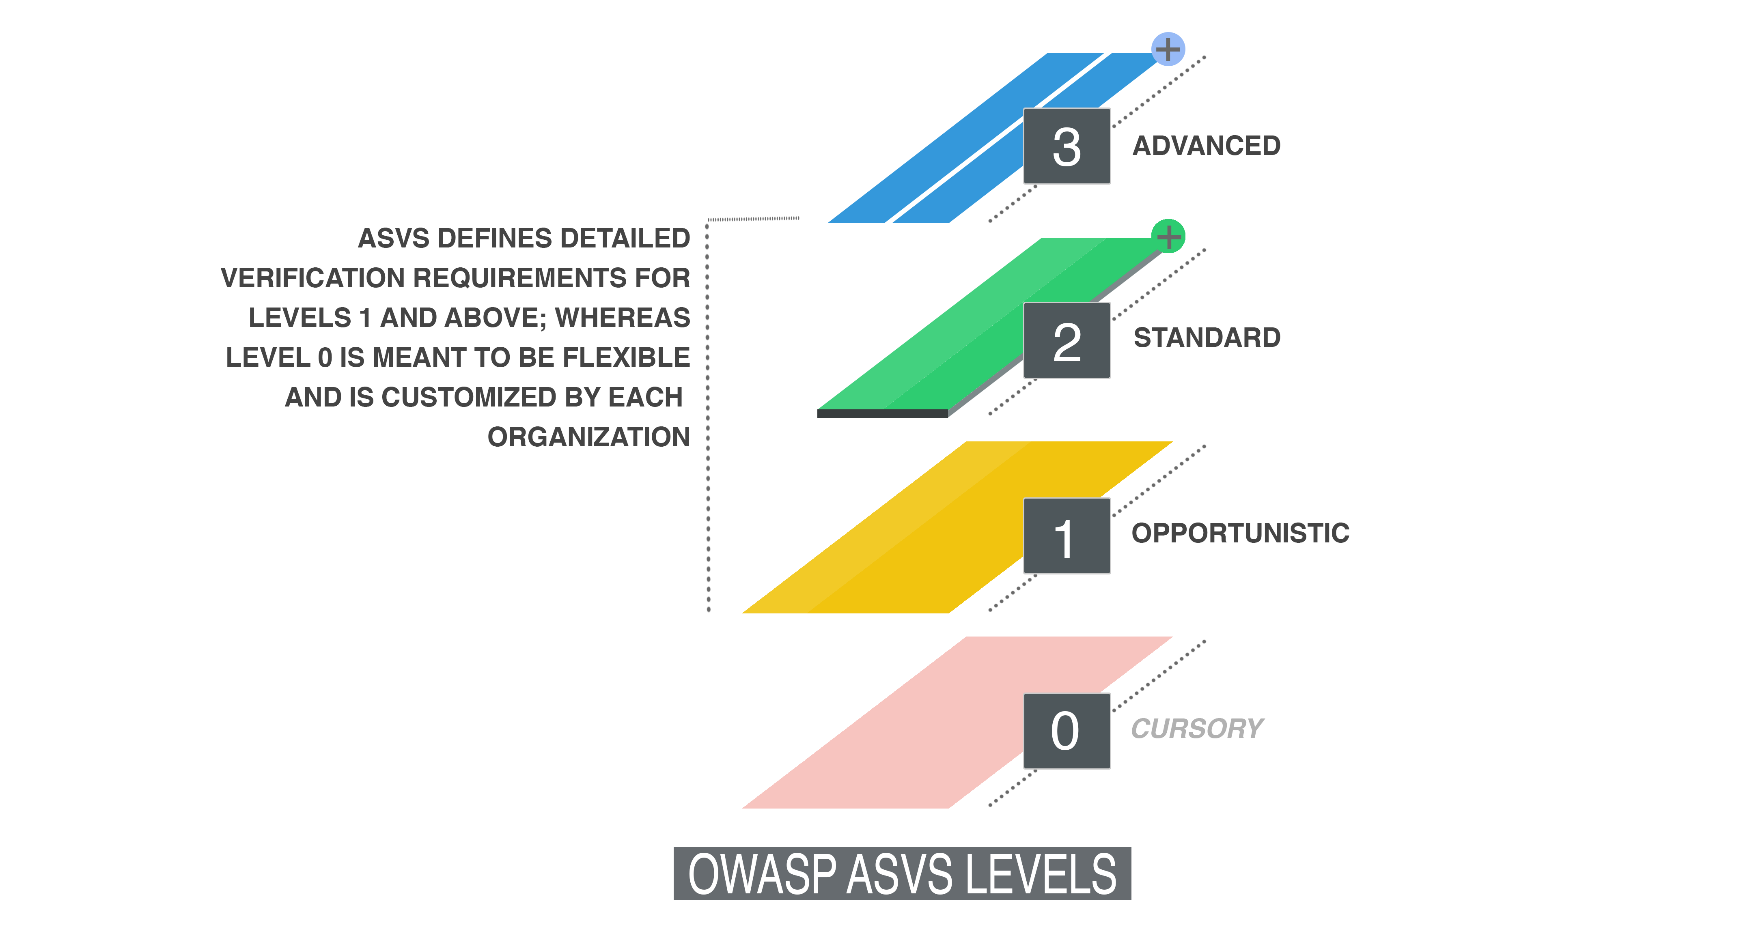 3
ADVANCED
ASVS DEFINES DETAILED
VERIFICATION REQUIREMENTS FOR
LEVELS 1 AND ABOVE; WHEREAS
LEVEL 0 IS MEANT TO BE FLEXIBLE
AND IS CUSTOMIZED BY EACH
ORGANIZATION
2
STANDARD
1
OPPORTUNISTIC
0
CURSORY
OWASP ASVS LEVELS